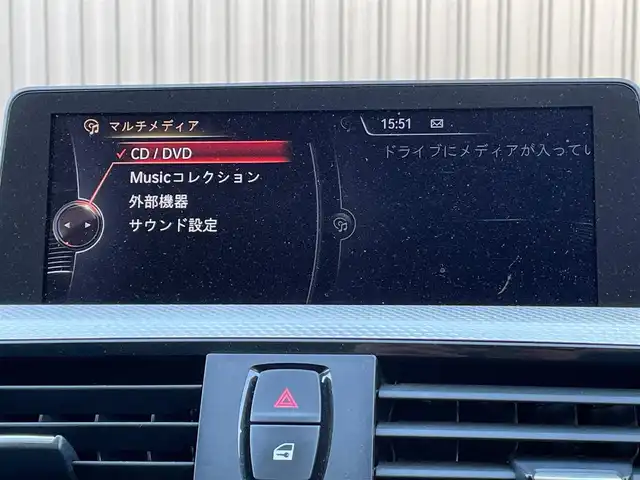 マルチメディア
15:51
CD / DVD
ドライブにメディアが入ってい
Musicコレクション
外部機器
サウンド設定